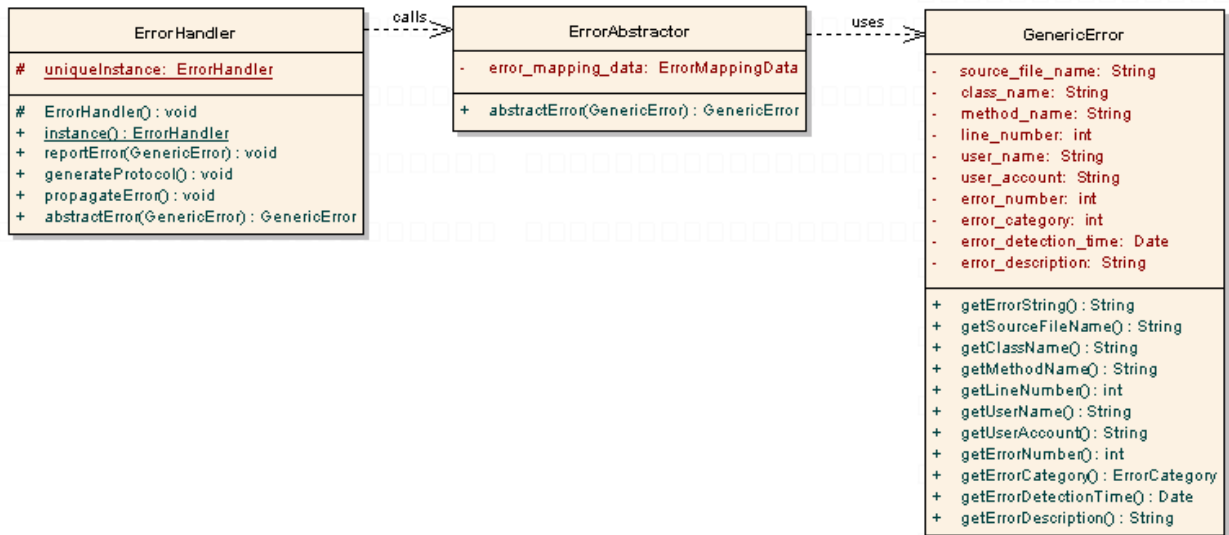 ErrorHandler
# uniqueInstance: ErrorHandler
# ErrorHandler() : void
+ instance() : ErrorHandler
+ reportError(GenericError) : void
+ generateProtocol() : void
+ propagateError() : void
+ abstractError(GenericError) : GenericError
calls
ErrorAbstractor
- error_mapping_data: ErrorMappingData
+ abstractError(GenericError) : GenericError
uses
GenericError
- source_file_name: String
- class_name: String
- method_name: String
- line_number: int
- user_name: String
- user_account: String
- error_number: int
- error_category: int
- error_detection_time: Date
- error_description: String
+ getErrorString() : String
+ getSourceFileName() : String
+ getClassName() : String
+ getMethodName() : String
+ getLineNumber() : int
+ getUserName() : String
+ getUserAccount() : String
+ getErrorNumber() : int
+ getErrorCategory() : ErrorCategory
+ getErrorDetectionTime() : Date
+ getErrorDescription() : String